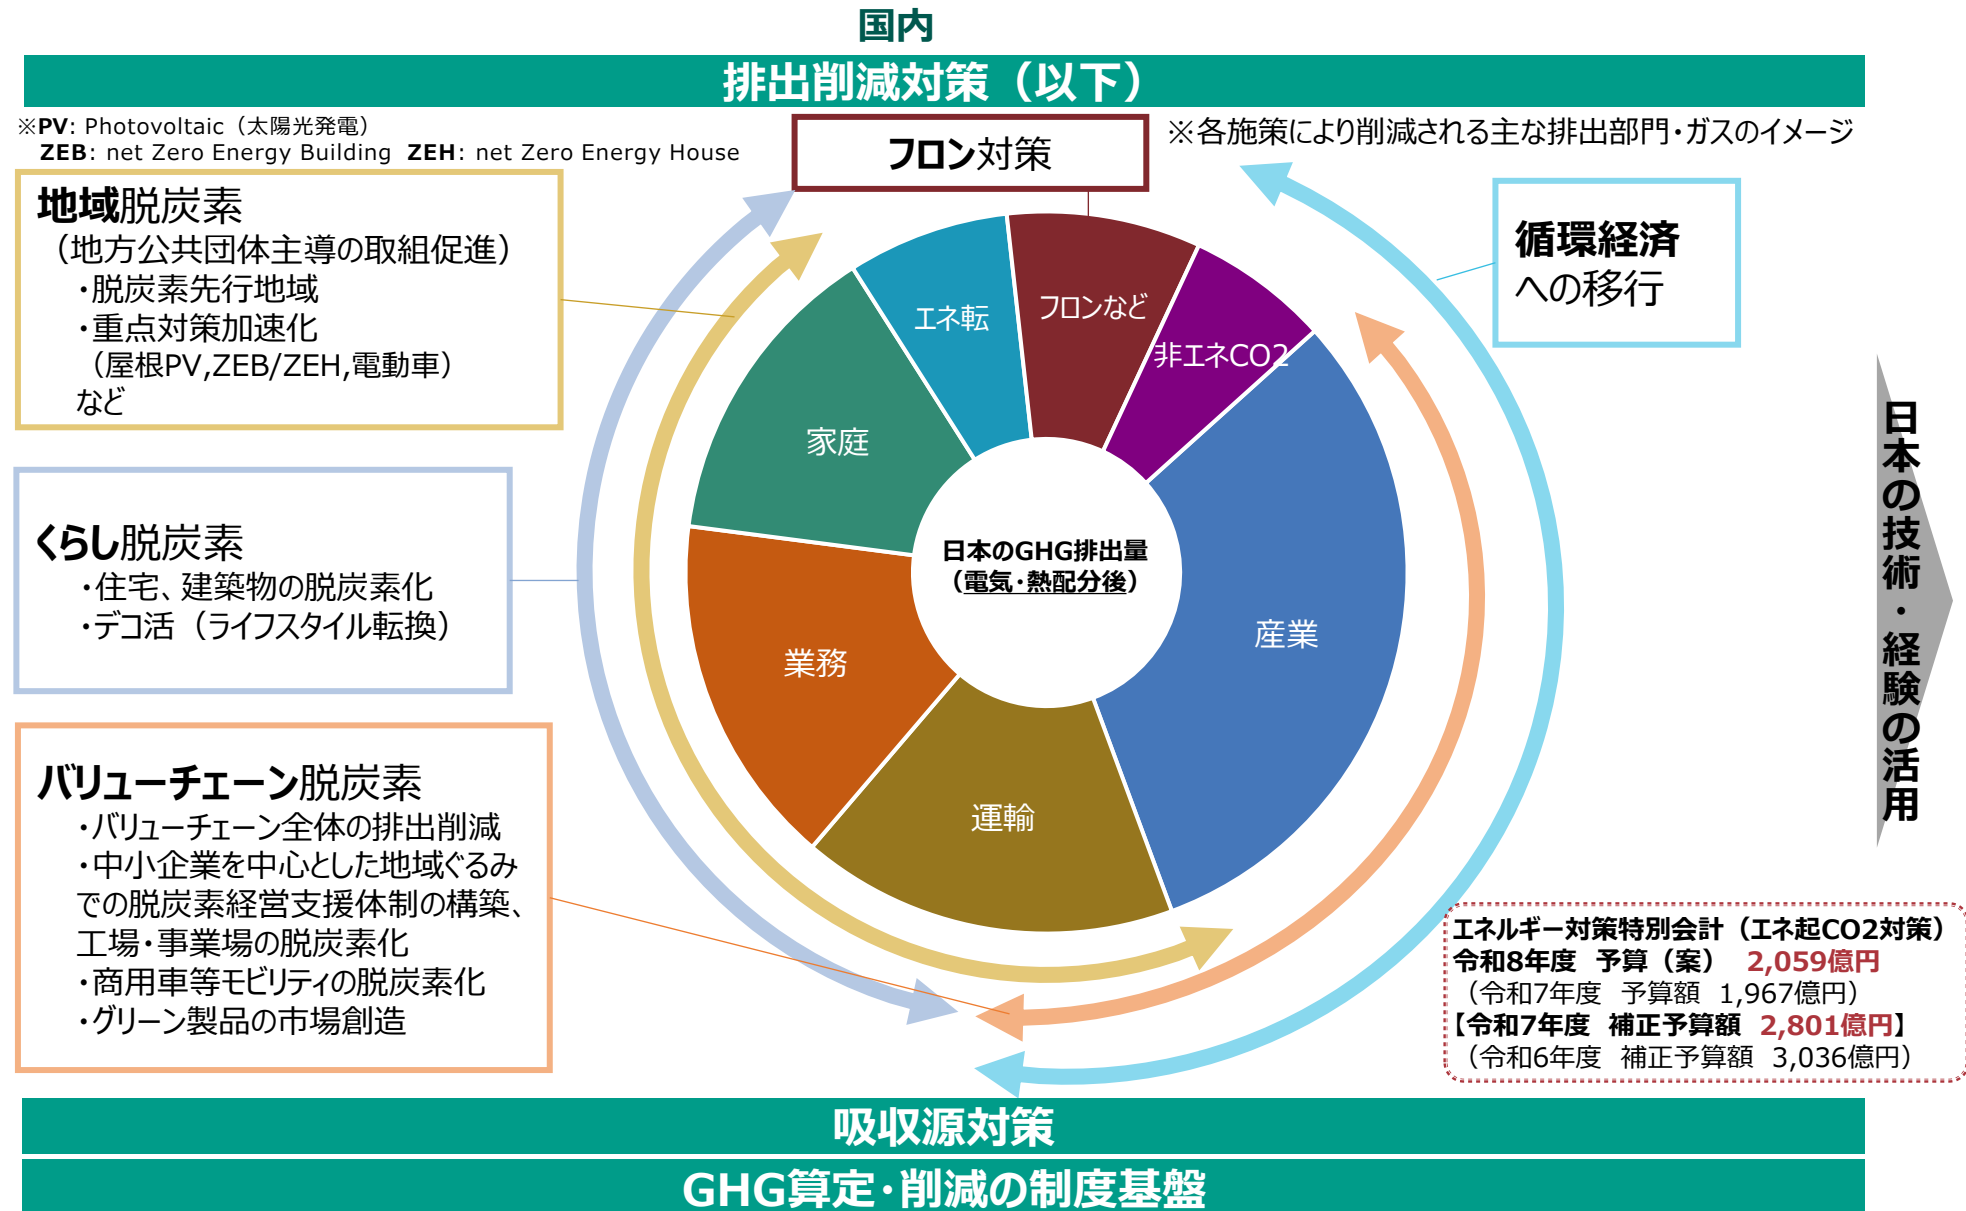 国内
排出削減対策（以下）
※PV: Photovoltaic（太陽光発電）
ZEB: net Zero Energy Building ZEH: net Zero Energy House
フロン対策
※各施策により削減される主な排出部門・ガスのイメージ
地域脱炭素
（地方公共団体主導の取組促進）
・脱炭素先行地域
・重点対策加速化
（屋根PV,ZEB/ZEH,電動車）
など
循環経済
への移行
くらし脱炭素
・住宅、建築物の脱炭素化
・デコ活（ライフスタイル転換）
バリューチェーン脱炭素
・バリューチェーン全体の排出削減
・中小企業を中心とした地域ぐるみ
での脱炭素経営支援体制の構築、
工場・事業場の脱炭素化
・商用車等モビリティの脱炭素化
・グリーン製品の市場創造
エネ転
フロンなど
非エネCO2
家庭
業務
運輸
産業
日本のGHG排出量
（電気・熱配分後）
日本の技術・経験の活用
エネルギー対策特別会計（エネ起CO2対策）
令和8年度 予算（案） 2,059億円
（令和7年度 予算額 1,967億円）
【令和7年度 補正予算額 2,801億円】
（令和6年度 補正予算額 3,036億円）
吸収源対策
GHG算定・削減の制度基盤